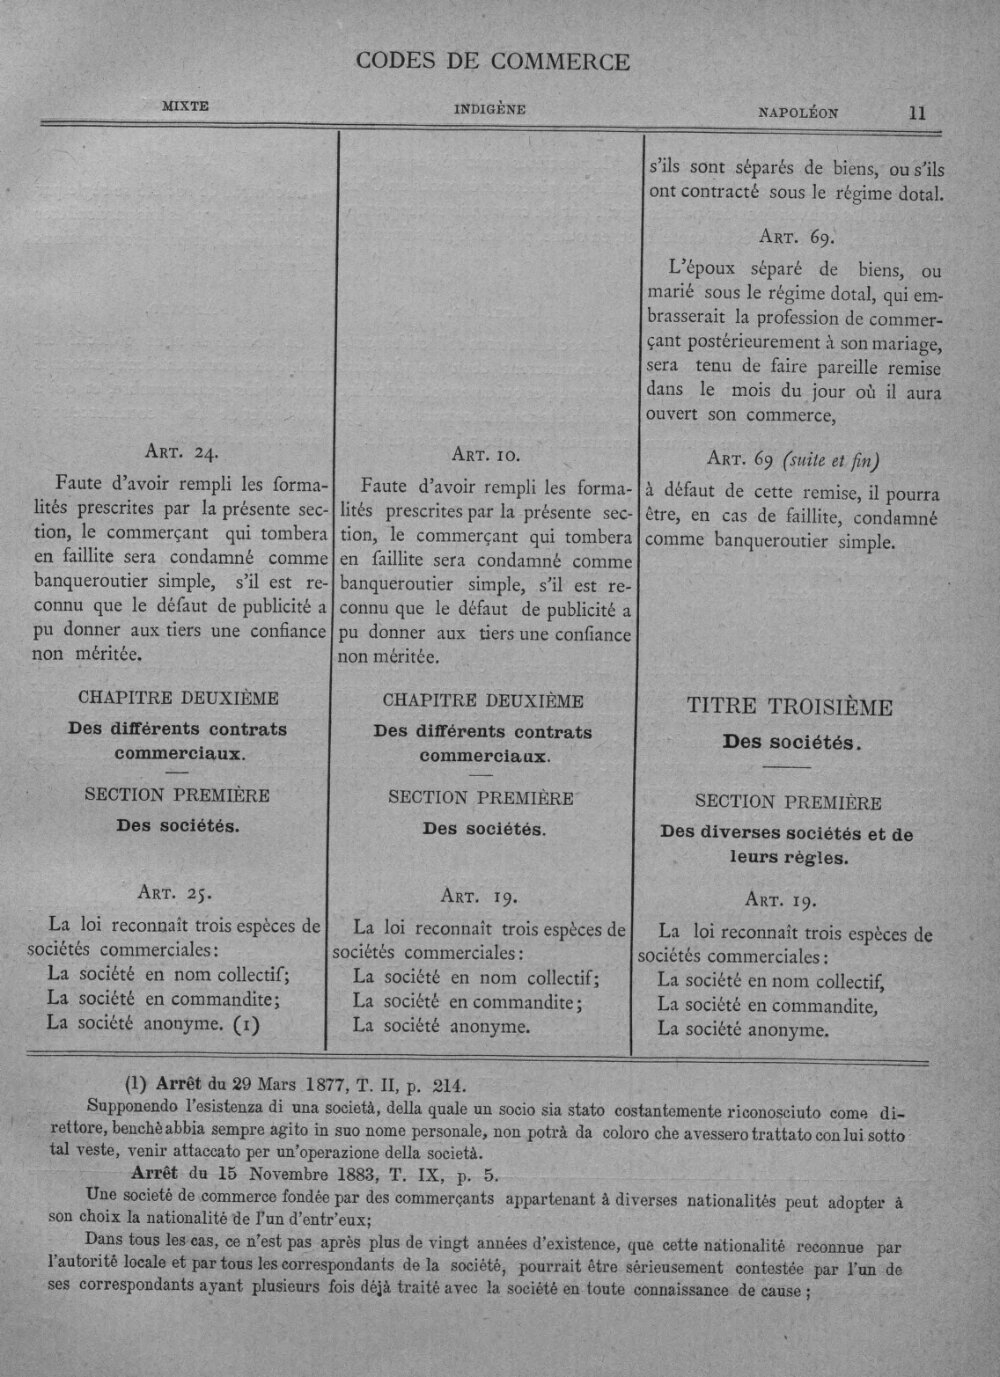 CODES DE COMMERCE
MIXTE
INDIGÈNE
NAPOLÉON
11
Art. 24.
Faute d'avoir rempli les forma-
lités prescrites par la présente sec-
tion, le commerçant qui tombera
en faillite sera condamné comme
banqueroutier simple, s'il est re-
connu que le défaut de publicité a
pu donner aux tiers une confiance
non méritée.
CHAPITRE DEUXIÈME
Des différents contrats
commerciaux.
SECTION PREMIÈRE
Des sociétés.
Art. 25.
La loi reconnaît trois espèces de
sociétés commerciales:
La société en nom collectif;
La société en commandite;
La société anonyme. (1)
Art. 10.
Faute d'avoir rempli les forma-
lités prescrites par la présente sec-
tion, le commerçant qui tombera
en faillite sera condamné comme
banqueroutier simple, s'il est re-
connu que le défaut de publicité a
pu donner aux tiers une confiance
non méritée.
CHAPITRE DEUXIÈME
Des différents contrats
commerciaux.
SECTION PREMIÈRE
Des sociétés.
Art. 19.
La loi reconnaît trois espèces de
sociétés commerciales:
La société en nom collectif;
La société en commandite;
La société anonyme.
s'ils sont séparés de biens, ou s'ils
ont contracté sous le régime dotal.
Art. 69.
L'époux séparé de biens, ou
marié sous le régime dotal, qui em-
brasserait la profession de commer-
çant postérieurement à son mariage,
sera tenu de faire pareille remise
dans le mois du jour où il aura
ouvert son commerce,
Art. 69 (suite et fin)
à défaut de cette remise, il pourra
être, en cas de faillite, condamné
comme banqueroutier simple.
TITRE TROISIÈME
Des sociétés.
SECTION PREMIÈRE
Des diverses sociétés et de
leurs règles.
Art. 19.
La loi reconnaît trois espèces de
sociétés commerciales:
La société en nom collectif,
La société en commandite,
La société anonyme.
(1) Arrêt du 29 Mars 1877, T. II, p. 214.
Supponendo l'esistenza di una società, della quale un socio sia stato costantemente riconosciuto come di-
rettore, benchè abbia sempre agito in suo nome personale, non potrà da coloro che avessero trattato con lui sotto
tal veste, venir attaccato per un'operazione della società.
Arrêt du 15 Novembre 1883, T. IX, p. 5.
Une societé de commerce fondée par des commerçants appartenant à diverses nationalités peut adopter à
son choix la nationalité de l'un d'entr'eux;
Dans tous les cas, ce n'est pas après plus de vingt années d'existence, que cette nationalité reconnue par
l'autorité locale et par tous les correspondants de la société, pourrait être sérieusement contestée par l'un de
ses correspondants ayant plusieurs fois déjà traité avec la société en toute connaissance de cause;